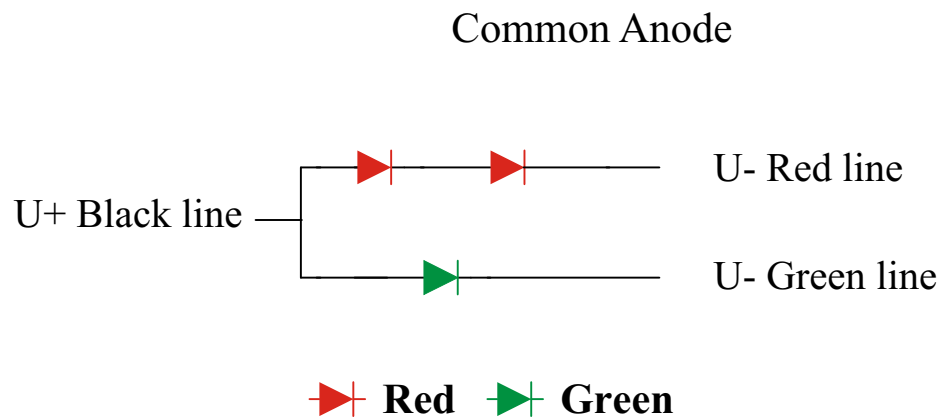 Common Anode
U- Red line
U+ Black line
U- Green line
Red Green